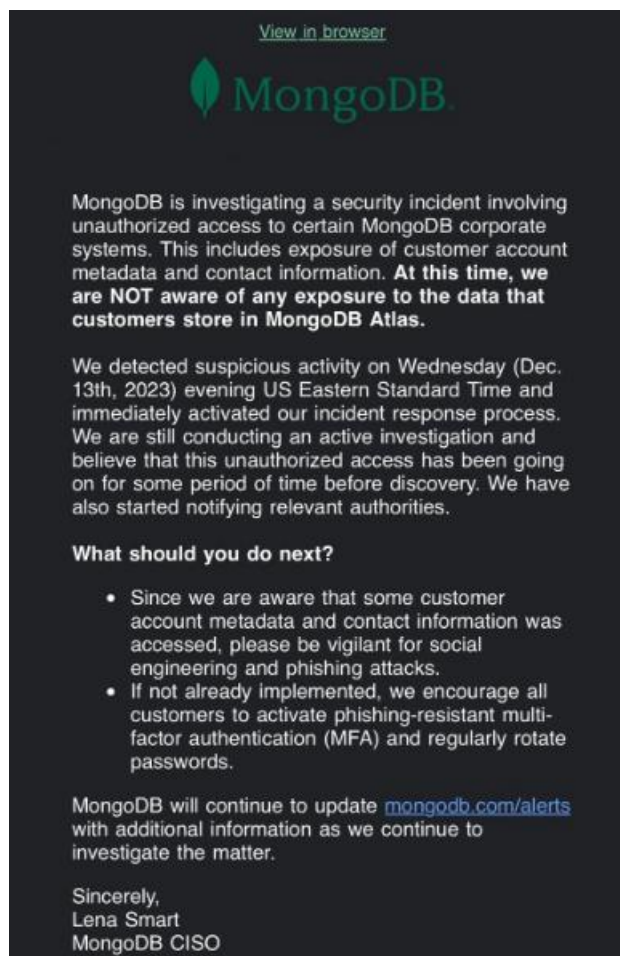 View in browser
MongoDB.
MongoDB is investigating a security incident involving
unauthorized access to certain MongoDB corporate
systems. This includes exposure of customer account
metadata and contact information. At this time, we
are NOT aware of any exposure to the data that
customers store in MongoDB Atlas.
We detected suspicious activity on Wednesday (Dec.
13th, 2023) evening US Eastern Standard Time and
immediately activated our incident response process.
We are still conducting an active investigation and
believe that this unauthorized access has been going
on for some period of time before discovery. We have
also started notifying relevant authorities.
What should you do next?
• Since we are aware that some customer
account metadata and contact information was
accessed, please be vigilant for social
engineering and phishing attacks.
• If not already implemented, we encourage all
customers to activate phishing-resistant multi-
factor authentication (MFA) and regularly rotate
passwords.
MongoDB will continue to update mongodb.com/alerts
with additional information as we continue to
investigate the matter.
Sincerely,
Lena Smart
MongoDB CISO